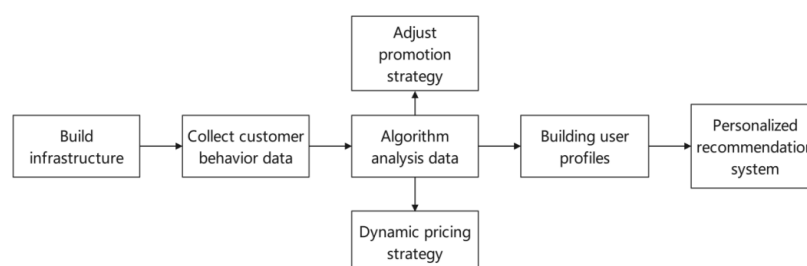 Adjust
promotion
strategy
Build
infrastructure
Collect customer
behavior data
Algorithm
analysis data
Building user
profiles
Personalized
recommendation
system
Dynamic pricing
strategy